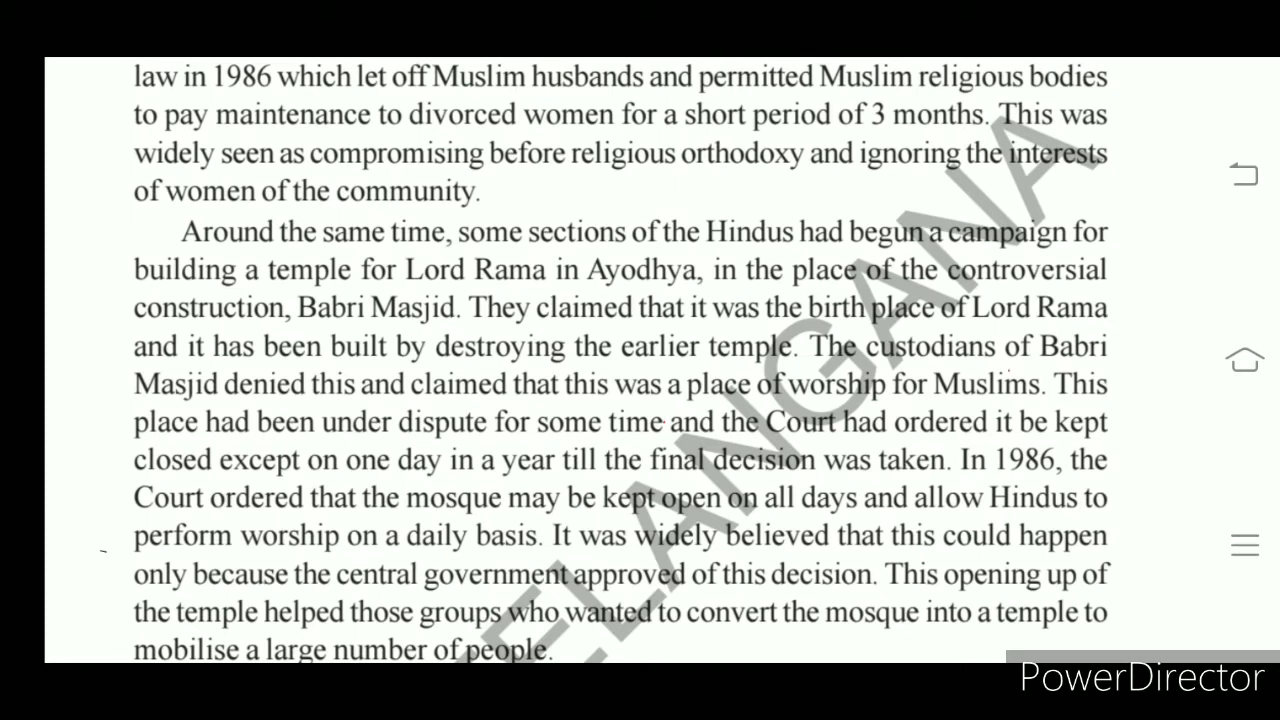 law in 1986 which let off Muslim husbands and permitted Muslim religious bodies
to pay maintenance to divorced women for a short period of 3 months. This was
widely seen as compromising before religious orthodoxy and ignoring the interests
of women of the community.
Around the same time, some sections of the Hindus had begun a campaign for
building a temple for Lord Rama in Ayodhya, in the place of the controversial
construction, Babri Masjid. They claimed that it was the birth place of Lord Rama
and it has been built by destroying the earlier temple. The custodians of Babri
Masjid denied this and claimed that this was a place of worship for Muslims. This
place had been under dispute for some time and the Court had ordered it be kept
closed except on one day in a year till the final decision was taken. In 1986, the
Court ordered that the mosque may be kept open on all days and allow Hindus to
perform worship on a daily basis. It was widely believed that this could happen
only because the central government approved of this decision. This opening up of
the temple helped those groups who wanted to convert the mosque into a temple to
mobilise a large number of people.
ELANGANA
PowerDirector